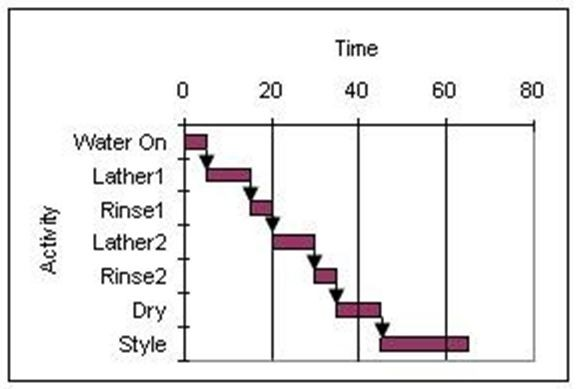 Time
0 20 40 60 80
Water On
Lather1
Rinse1
Lather2
Rinse2
Dry
Style
Activity